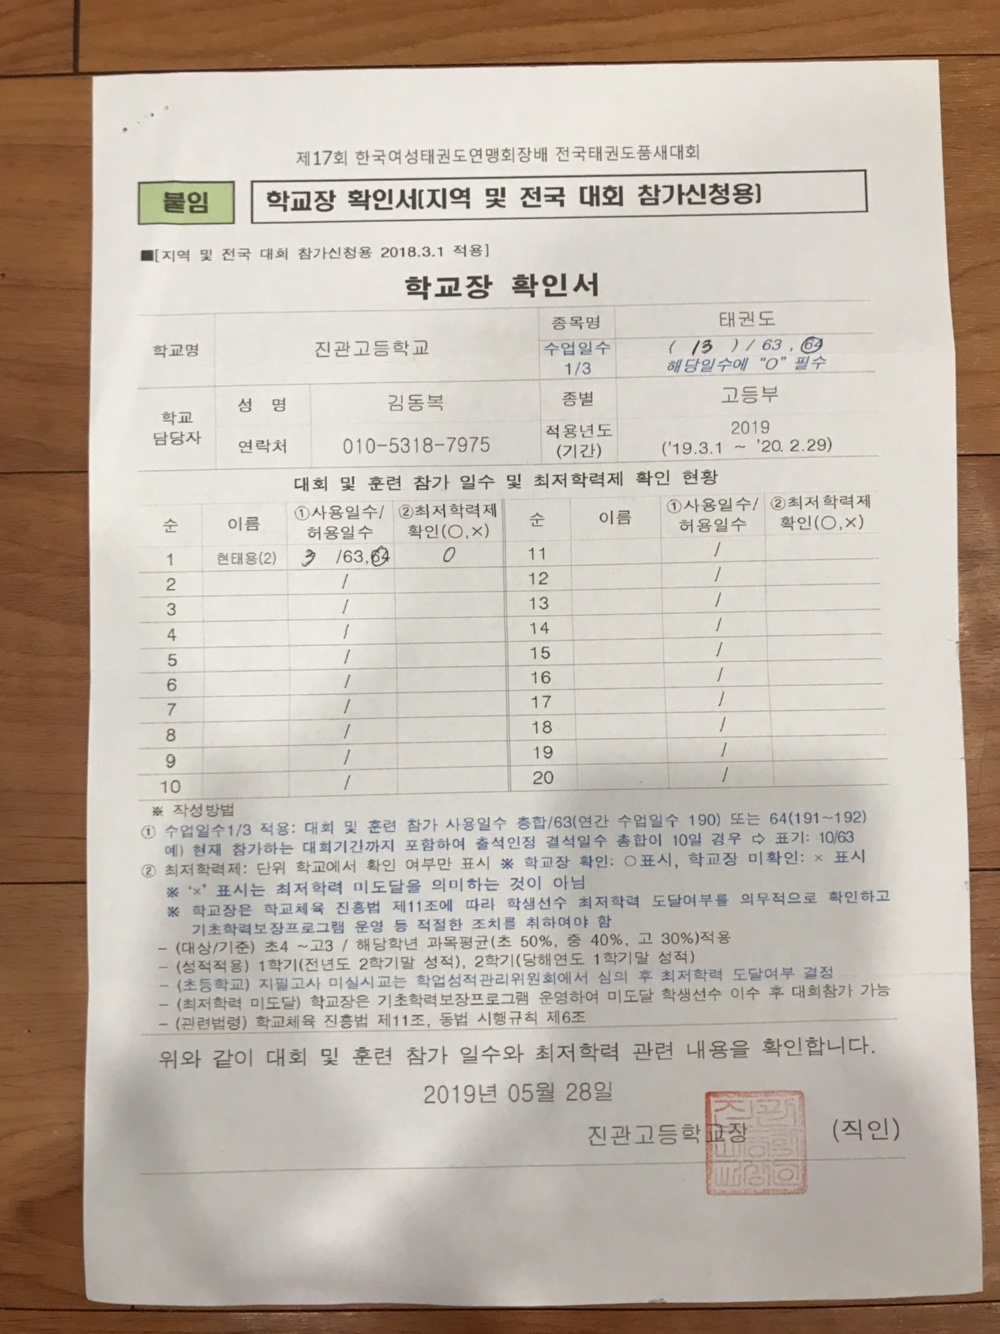 제17회 한국여성태권도연맹회장배 전국태권도품새대회
붙임
학교장 확인서(지역 및 전국 대회 참가신청용)
■[지역 및 전국 대회 참가신청용 2018.3.1 적용]
학교장 확인서
학교명 진관고등학교 종목명 태권도
수업일수 1/3 ( 13 ) / 63 , 64
해당일수에 “O” 필수
학교 담당자 성 명 김동복 종별 고등부
연락처 010-5318-7975 적용년도 (기간) 2019
('19.3.1 ~ '20. 2.29)
대회 및 훈련 참가 일수 및 최저학력제 확인 현황
순 이름 ①사용일수/허용일수 ②최저학력제 확인(○,×) 순 이름 ①사용일수/허용일수 ②최저학력제 확인(○,×)
1 현태용(2) 3 /63,64 O 11 /
2 / 12 /
3 / 13 /
4 / 14 /
5 / 15 /
6 / 16 /
7 / 17 /
8 / 18 /
9 / 19 /
10 / 20 /
※ 작성방법
① 수업일수1/3 적용: 대회 및 훈련 참가 사용일수 총합/63(연간 수업일수 190) 또는 64(191~192)
예) 현재 참가하는 대회기간까지 포함하여 출석인정 결석일수 총합이 10일 경우 ⇨ 표기: 10/63
② 최저학력제: 단위 학교에서 확인 여부만 표시 ※ 학교장 확인: ○표시, 학교장 미확인: × 표시
※ ‘×’ 표시는 최저학력 미도달을 의미하는 것이 아님
※ 학교장은 학교체육 진흥법 제11조에 따라 학생선수 최저학력 도달여부를 의무적으로 확인하고
기초학력보장프로그램 운영 등 적절한 조치를 취하여야 함
- (대상/기준) 초4 ~고3 / 해당학년 과목평균(초 50%, 중 40%, 고 30%)적용
- (성적적용) 1학기(전년도 2학기말 성적), 2학기(당해연도 1학기말 성적)
- (초등학교) 지필고사 미실시교는 학업성적관리위원회에서 심의 후 최저학력 도달여부 결정
- (최저학력 미도달) 학교장은 기초학력보장프로그램 운영하여 미도달 학생선수 이수 후 대회참가 가능
- (관련법령) 학교체육 진흥법 제11조, 동법 시행규칙 제6조
위와 같이 대회 및 훈련 참가 일수와 최저학력 관련 내용을 확인합니다.
2019년 05월 28일
진관고등학교장 (직인)